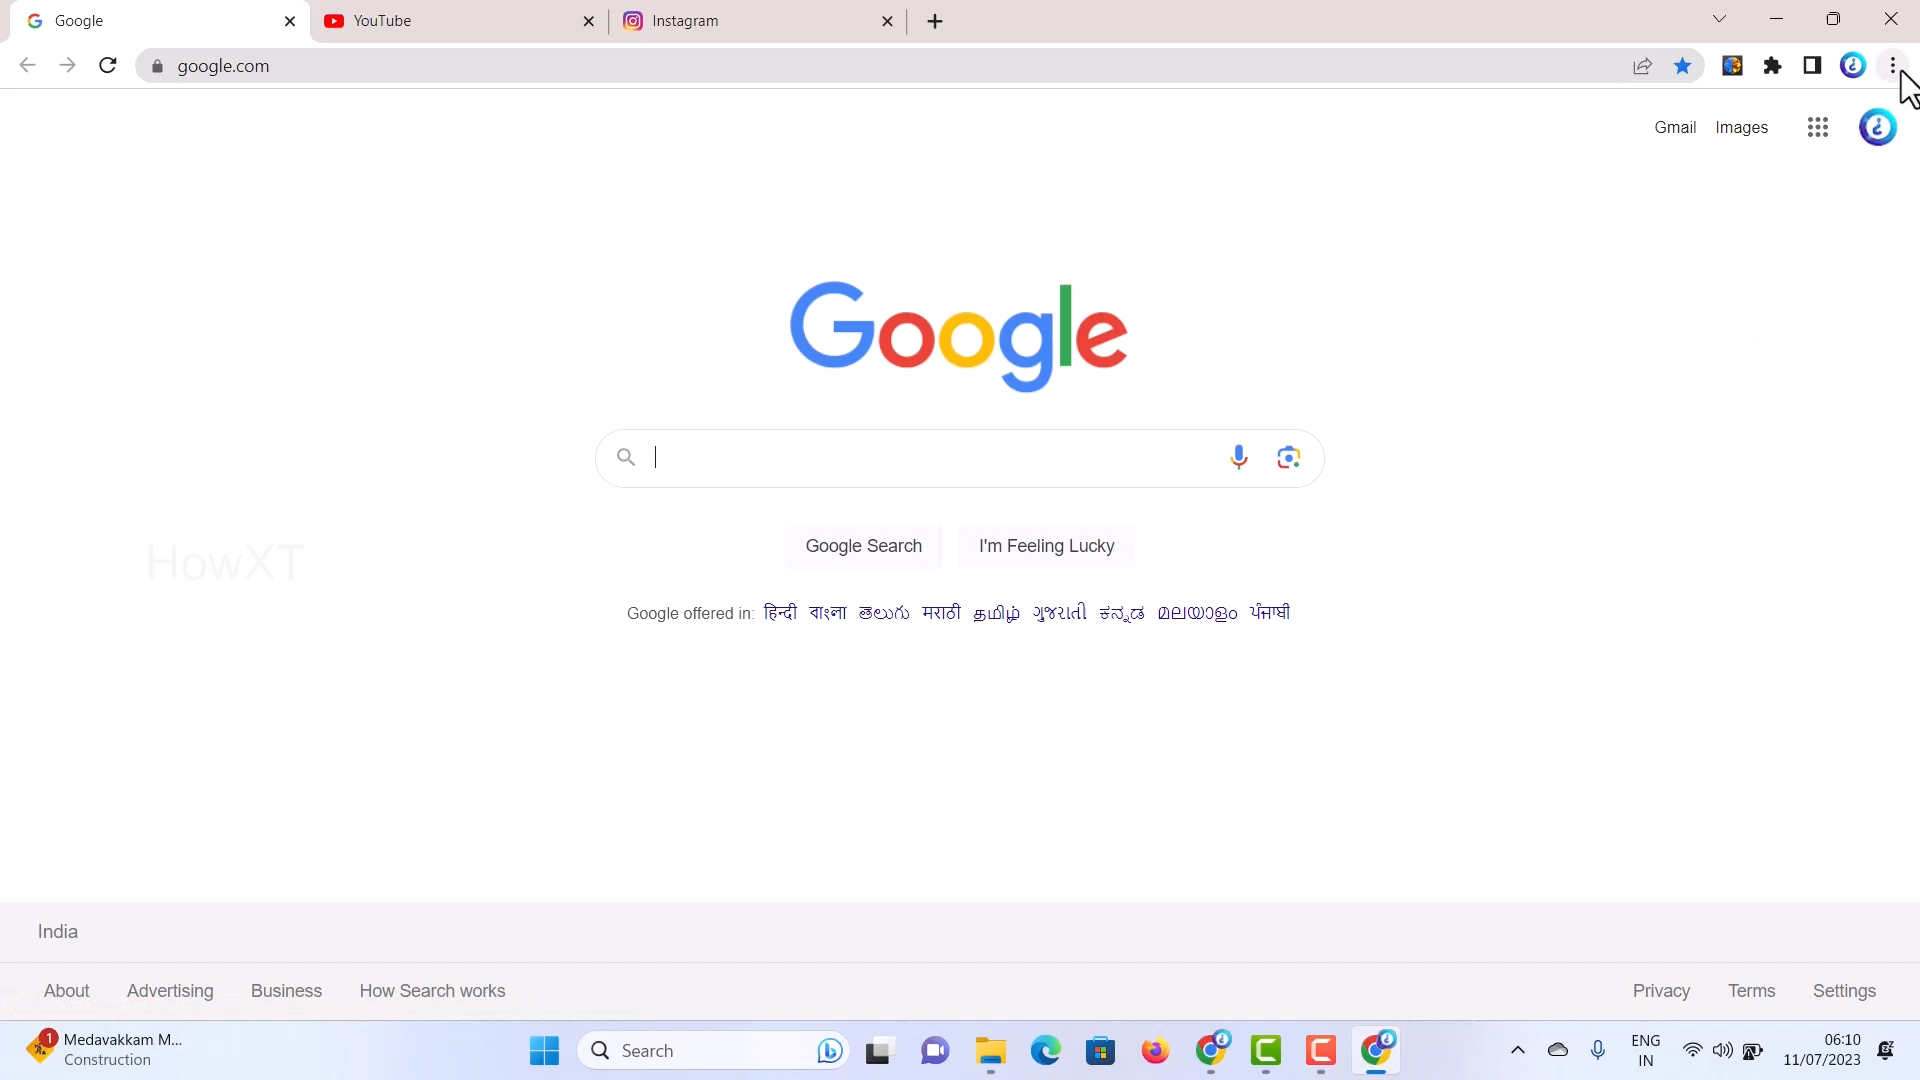 Google
YouTube
Instagram
google.com
Gmail Images
Google
Google Search I'm Feeling Lucky
HowXT
Google offered in: हिन्दी বাংলা తెలుగు मराठी தமிழ் ગુજરાતી ಕನ್ನಡ മലയാളം ਪੰਜਾਬੀ
India
About Advertising Business How Search works Privacy Terms Settings
1
Medavakkam M...
Construction
Search
ENG
IN
06:10
11/07/2023